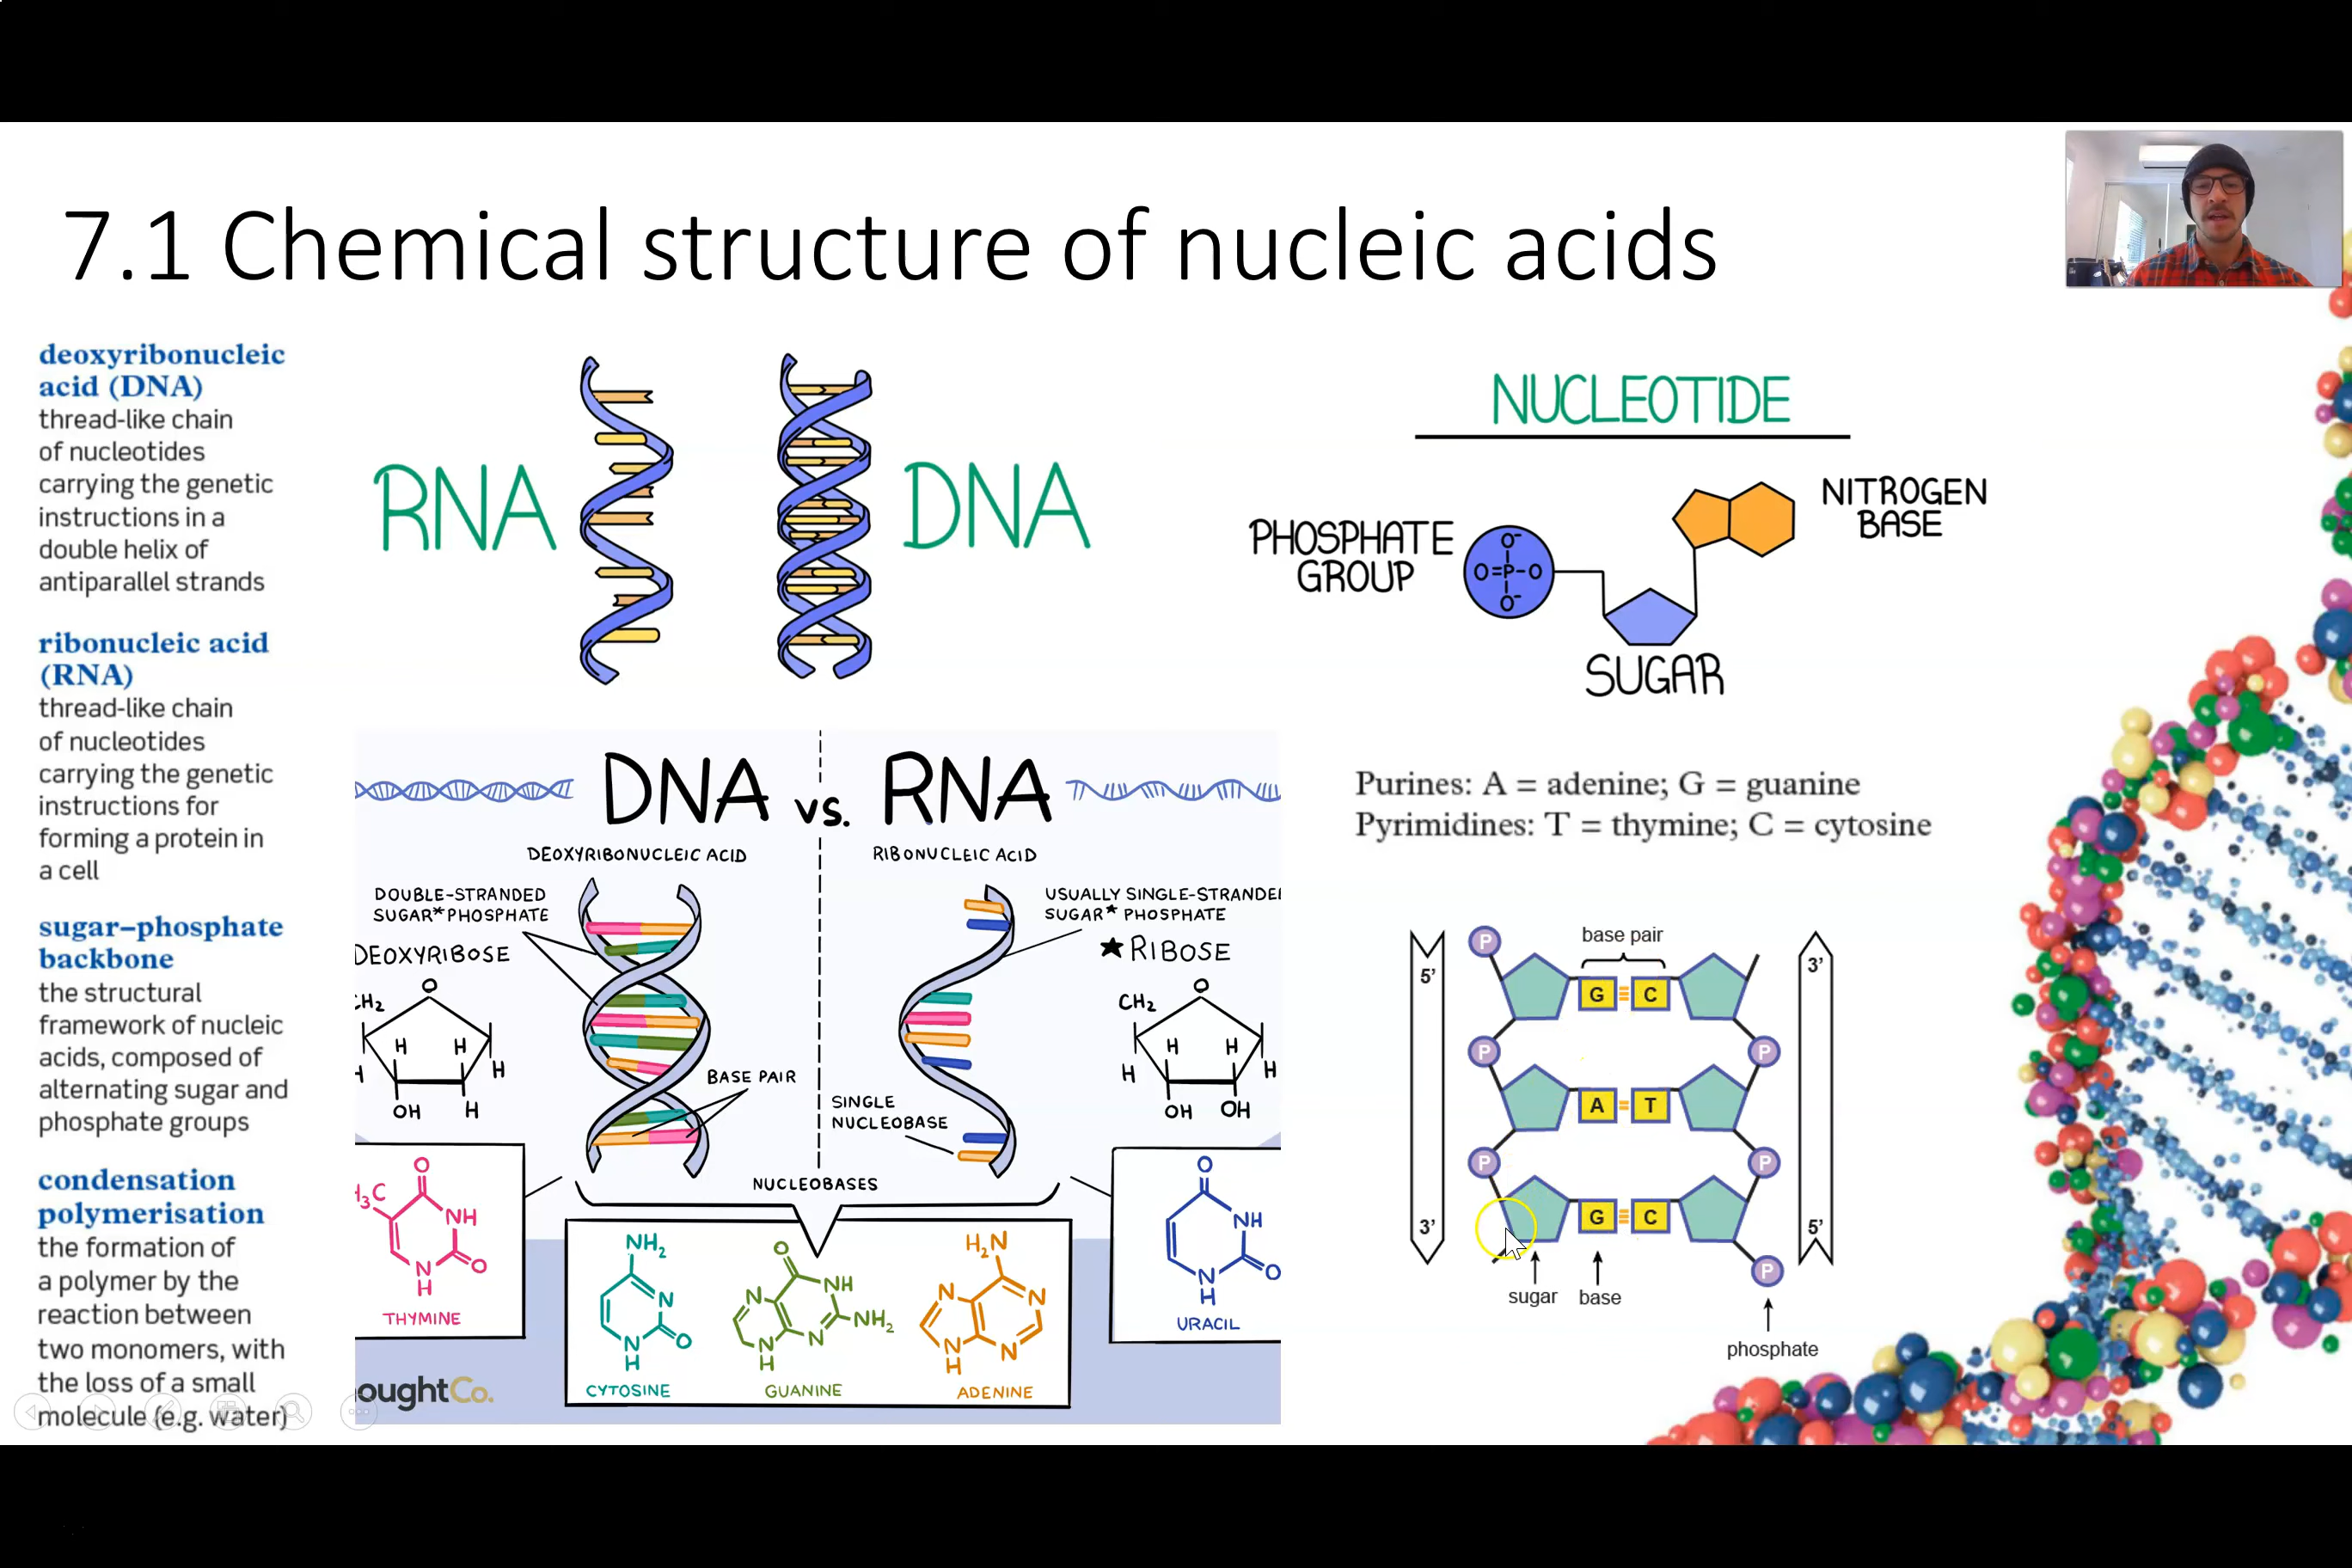 7.1 Chemical structure of nucleic acids
deoxyribonucleic
acid (DNA)
thread-like chain
of nucleotides
carrying the genetic
instructions in a
double helix of
antiparallel strands
ribonucleic acid
(RNA)
thread-like chain
of nucleotides
carrying the genetic
instructions for
forming a protein in
a cell
sugar–phosphate
backbone
the structural
framework of nucleic
acids, composed of
alternating sugar and
phosphate groups
condensation
polymerisation
the formation of
a polymer by the
reaction between
two monomers, with
the loss of a small
molecule (e.g. water)
RNA
DNA
NUCLEOTIDE
PHOSPHATE
GROUP
O⁻
O=P-O
O⁻
NITROGEN
BASE
SUGAR
DNA vs. RNA
DEOXYRIBONUCLEIC ACID
RIBONUCLEIC ACID
DOUBLE-STRANDED
SUGAR*PHOSPHATE
DEOXYRIBOSE
CH₂
O
H H
H H
OH H
BASE PAIR
USUALLY SINGLE-STRANDE
SUGAR★ PHOSPHATE
★ RIBOSE
CH₂
O
H H
H H
OH OH
SINGLE
NUCLEOBASE
NUCLEOBASES
O
H₃C
NH
N
O
H
THYMINE
NH₂
N
N
O
H
CYTOSINE
O
N
NH
N
N
NH₂
H
GUANINE
H₂N
N
N
N
N
H
ADENINE
O
NH
N
O
H
URACIL
oughtCo.
Purines: A = adenine; G = guanine
Pyrimidines: T = thymine; C = cytosine
base pair
5' P 3'
G C
P P
A T
P P
3' G C 5'
P
sugar base
phosphate